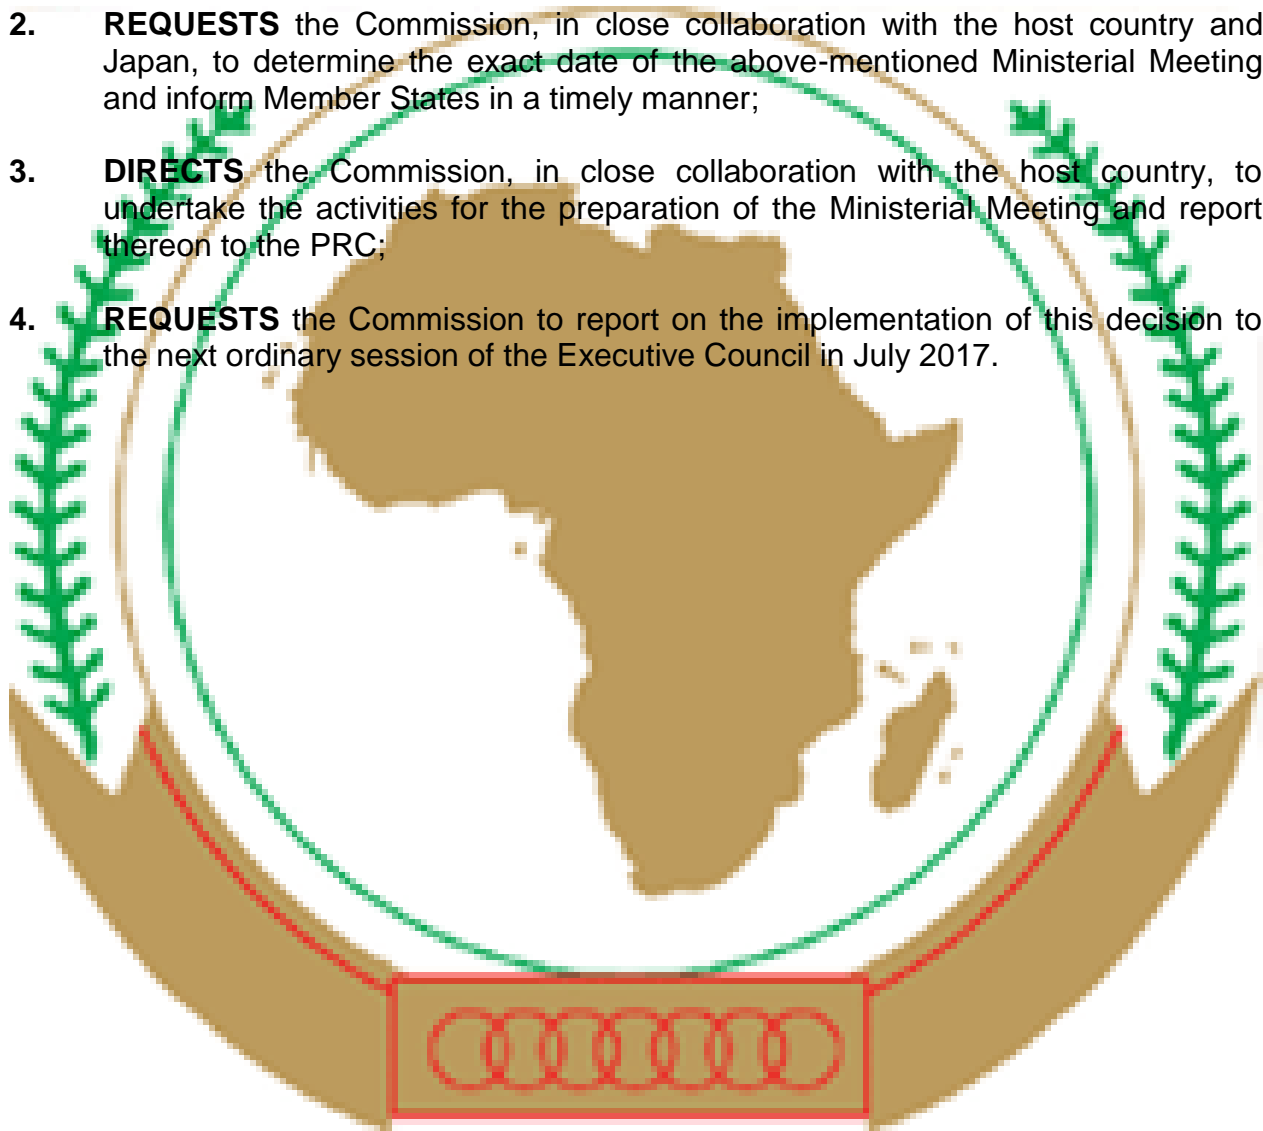 2. REQUESTS the Commission, in close collaboration with the host country and
Japan, to determine the exact date of the above-mentioned Ministerial Meeting
and inform Member States in a timely manner;
3. DIRECTS the Commission, in close collaboration with the host country, to
undertake the activities for the preparation of the Ministerial Meeting and report
thereon to the PRC;
4. REQUESTS the Commission to report on the implementation of this decision to
the next ordinary session of the Executive Council in July 2017.